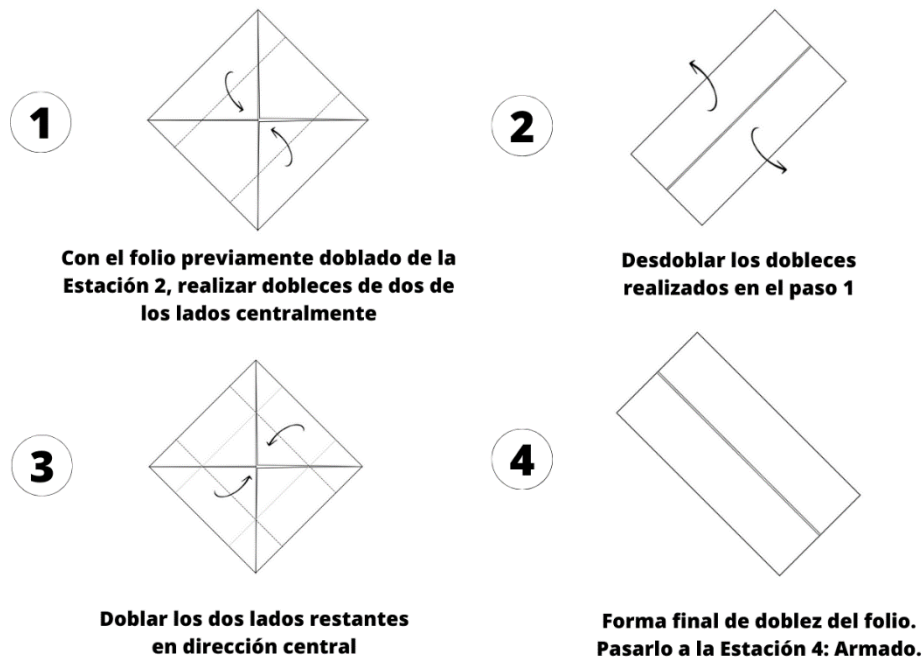 1
Con el folio previamente doblado de la
Estación 2, realizar dobleces de dos de
los lados centralmente
2
Desdoblar los dobleces
realizados en el paso 1
3
Doblar los dos lados restantes
en dirección central
4
Forma final de doblez del folio.
Pasarlo a la Estación 4: Armado.